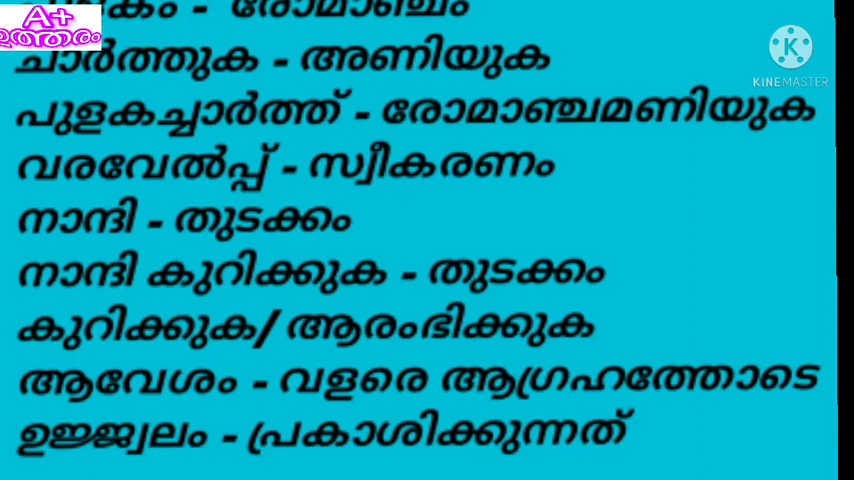 A+
ഉത്തരം
രോമാഞ്ചം
ചാർത്തുക - അണിയുക
K
KINEMASTER
പുളകച്ചാർത്ത് - രോമാഞ്ചമണിയുക
വരവേൽപ്പ് - സ്വീകരണം
നാന്ദി - തുടക്കം
നാന്ദി കുറിക്കുക - തുടക്കം
കുറിക്കുക/ ആരംഭിക്കുക
ആവേശം - വളരെ ആഗ്രഹത്തോടെ
ഉജ്ജ്വലം - പ്രകാശിക്കുന്നത്